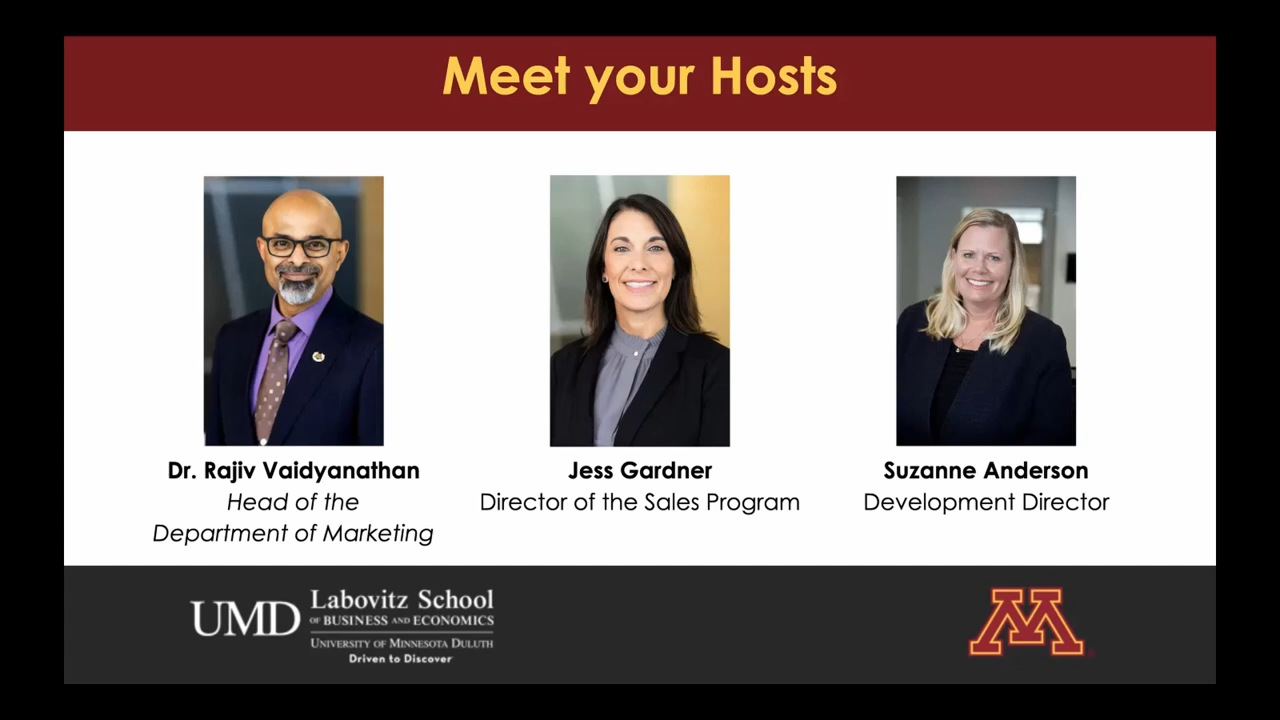 Meet your Hosts
Dr. Rajiv Vaidyanathan
Head of the
Department of Marketing
Jess Gardner
Director of the Sales Program
Suzanne Anderson
Development Director
UMD
Labovitz School
OF BUSINESS AND ECONOMICS
UNIVERSITY OF MINNESOTA DULUTH
Driven to Discover
M